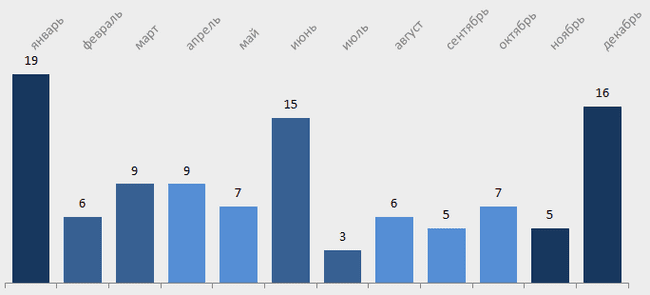 январь
февраль
март
апрель
май
июнь
июль
август
сентябрь
октябрь
ноябрь
декабрь
19
6
9
9
7
15
3
6
5
7
5
16